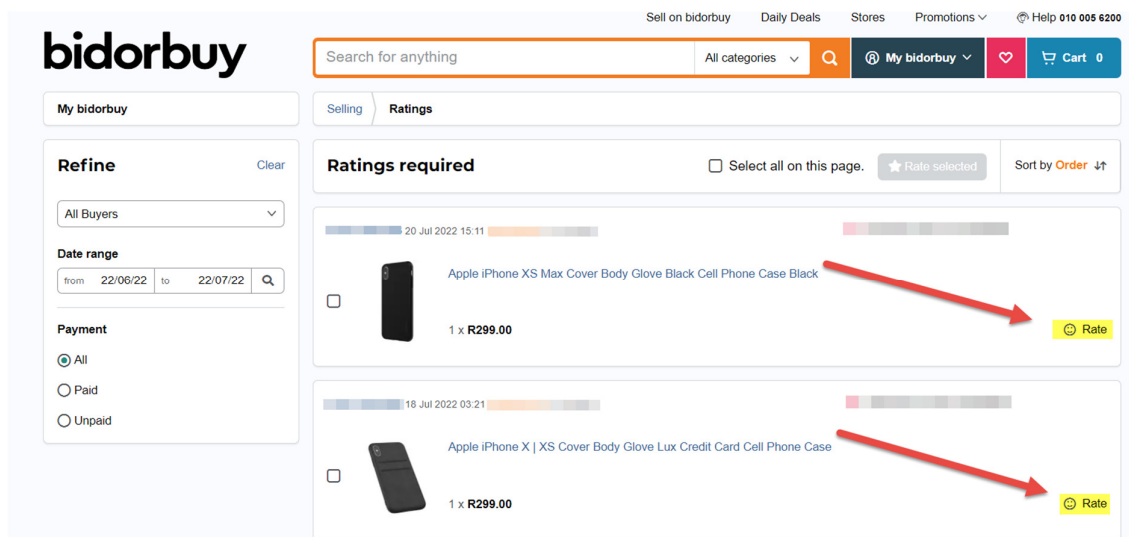 Sell on bidorbuy Daily Deals Stores Promotions Help 010 005 6200
bidorbuy
Search for anything All categories My bidorbuy Cart 0
My bidorbuy
Selling Ratings
Refine Clear
All Buyers
Date range
from 22/06/22 to 22/07/22
Payment
All
Paid
Unpaid
Ratings required Select all on this page. Rate selected Sort by Order
20 Jul 2022 15:11
Apple iPhone XS Max Cover Body Glove Black Cell Phone Case Black
1 x R299.00
Rate
18 Jul 2022 03:21
Apple iPhone X | XS Cover Body Glove Lux Credit Card Cell Phone Case
1 x R299.00
Rate